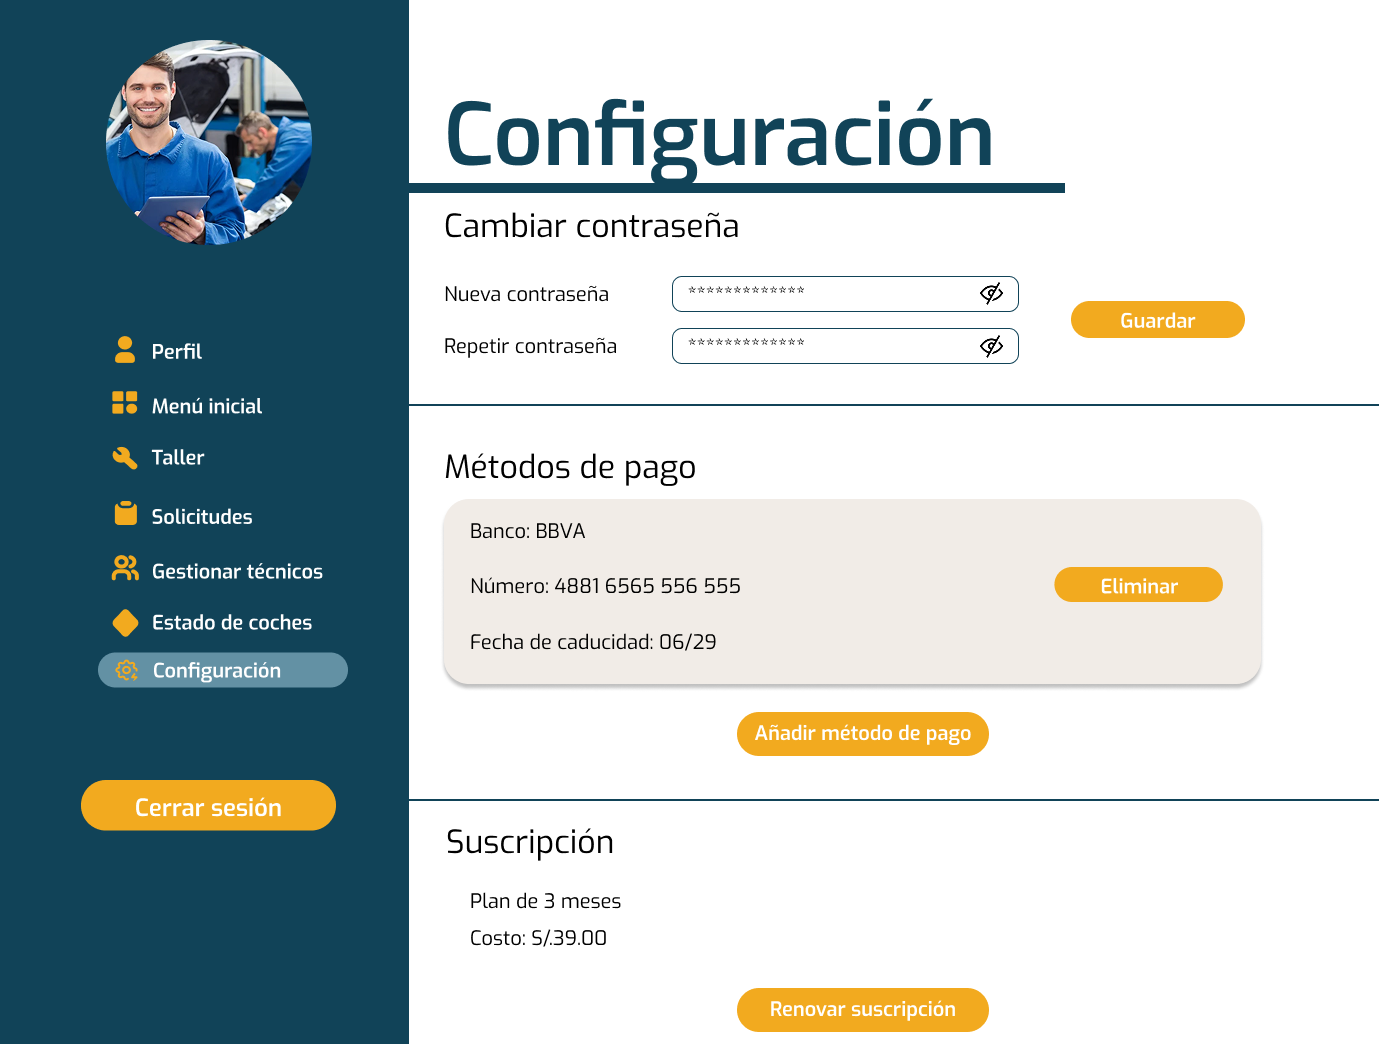 Perfil
Menú inicial
Taller
Solicitudes
Gestionar técnicos
Estado de coches
Configuración
Cerrar sesión
Configuración
Cambiar contraseña
Nueva contraseña *************
Repetir contraseña *************
Guardar
Métodos de pago
Banco: BBVA
Número: 4881 6565 556 555
Eliminar
Fecha de caducidad: 06/29
Añadir método de pago
Suscripción
Plan de 3 meses
Costo: S/.39.00
Renovar suscripción